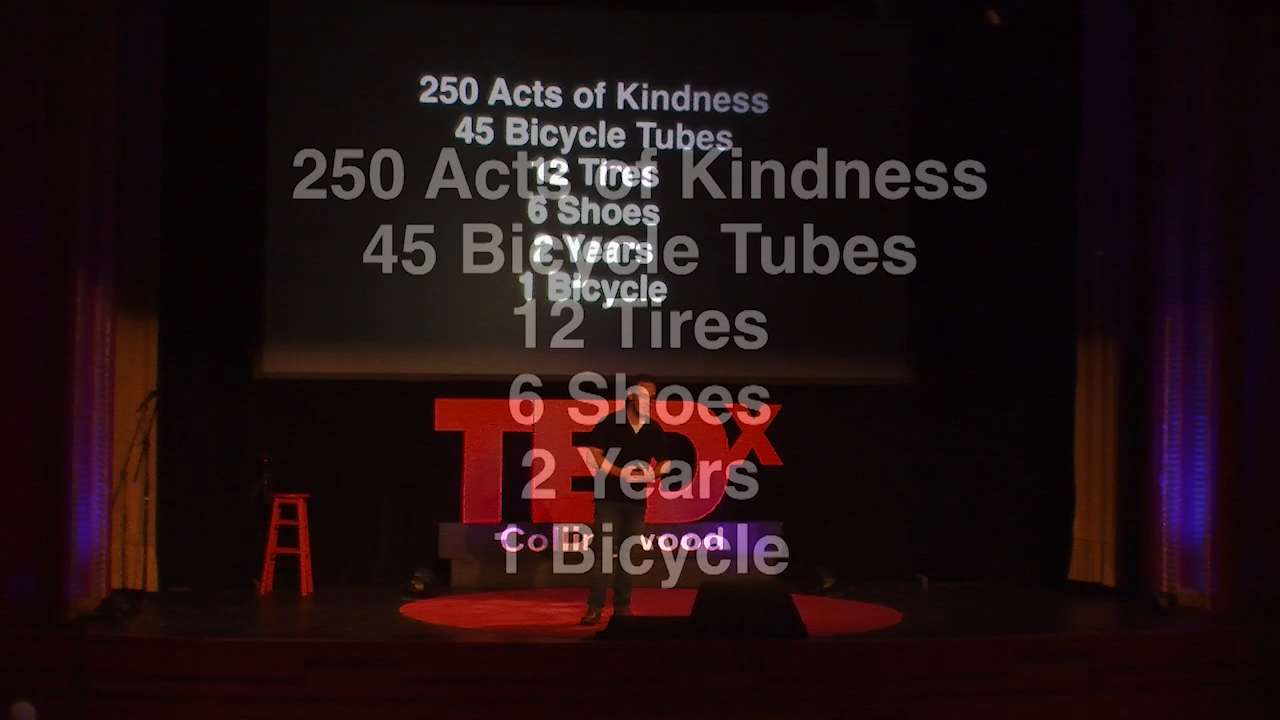 250 Acts of Kindness
45 Bicycle Tubes
12 Tires
6 Shoes
2 Years
1 Bicycle
250 Acts of Kindness
45 Bicycle Tubes
12 Tires
6 Shoes
2 Years
1 Bicycle
TEDx